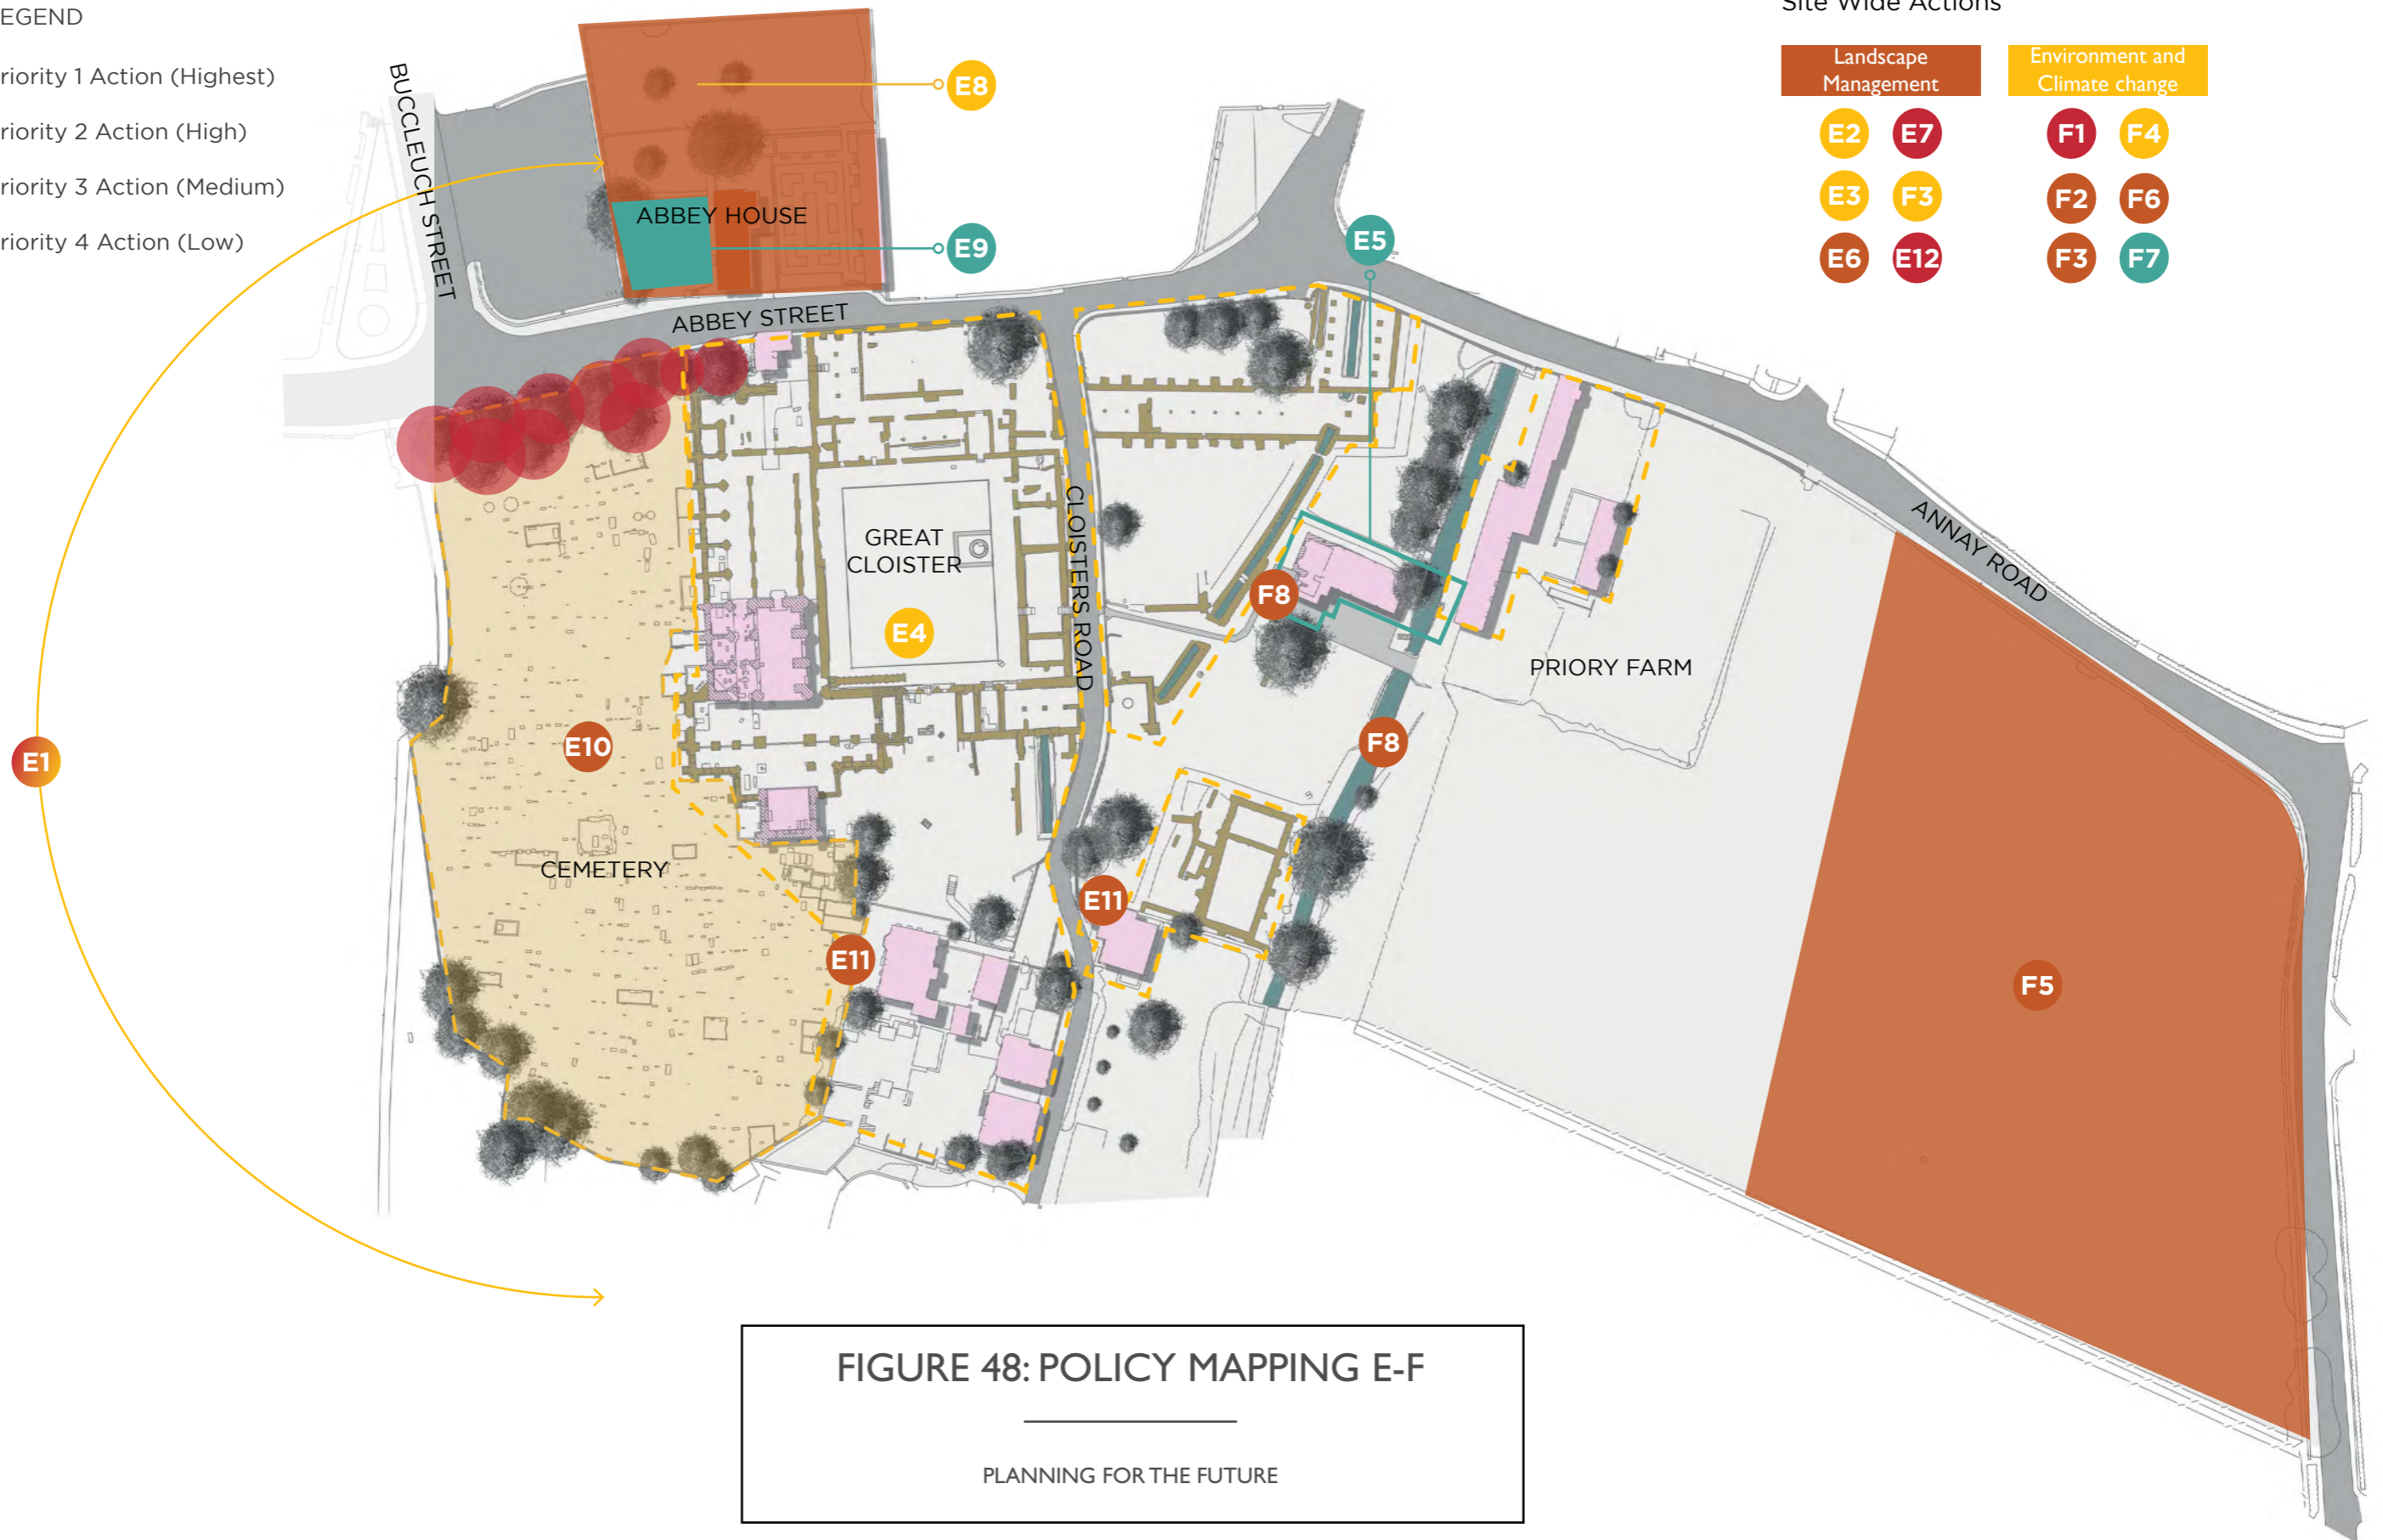 EGEND
riority 1 Action (Highest)
riority 2 Action (High)
riority 3 Action (Medium)
riority 4 Action (Low)
Site Wide Actions
Landscape
Management
Environment and
Climate change
E2 E7
F1 F4
E3 F3
F2 F6
E6 E12
F3 F7
BUCCLEUCH STREET
E8
ABBEY HOUSE
E9
E5
ABBEY STREET
GREAT
CLOISTER
CLOISTERS ROAD
ANNAY ROAD
F8
E4
PRIORY FARM
E10
F8
E1
CEMETERY
E11
E11
F5
FIGURE 48: POLICY MAPPING E-F
PLANNING FOR THE FUTURE